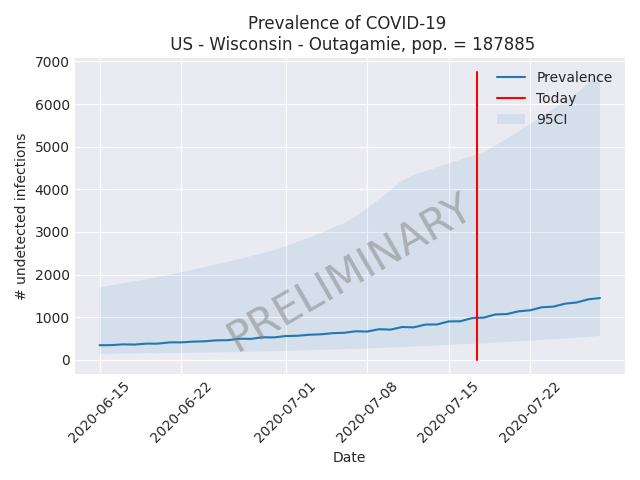 Prevalence of COVID-19
US - Wisconsin - Outagamie, pop. = 187885
7000
6000
5000
4000
3000
2000
1000
0
# undetected infections
Prevalence
Today
95CI
PRELIMINARY
2020-06-15
2020-06-22
2020-07-01
2020-07-08
2020-07-15
2020-07-22
Date